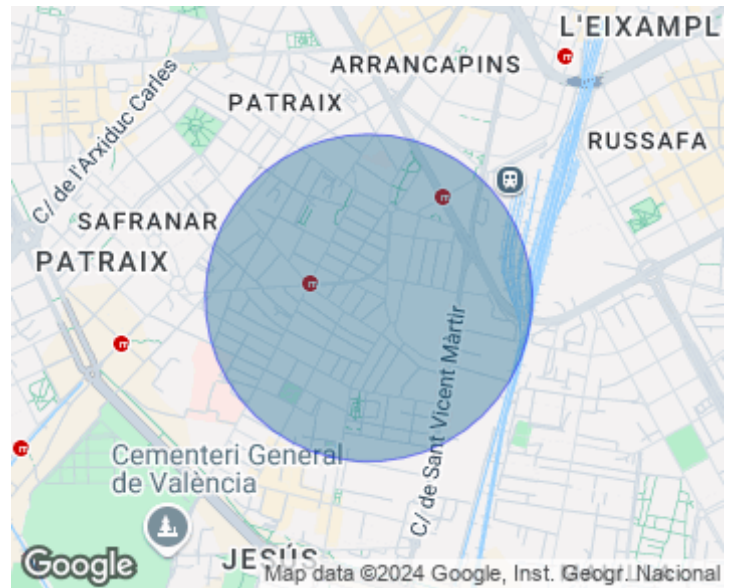 L'EIXAMPL
ARRANCAPINS
PATRAIX
RUSSAFA
C/ de l'Arxiduc Carles
SAFRANAR
PATRAIX
C/ de Sant Vicent Màrtir
Cementeri General
de València
JESÚS
Google
Map data ©2024 Google, Inst. Geogr. Nacional